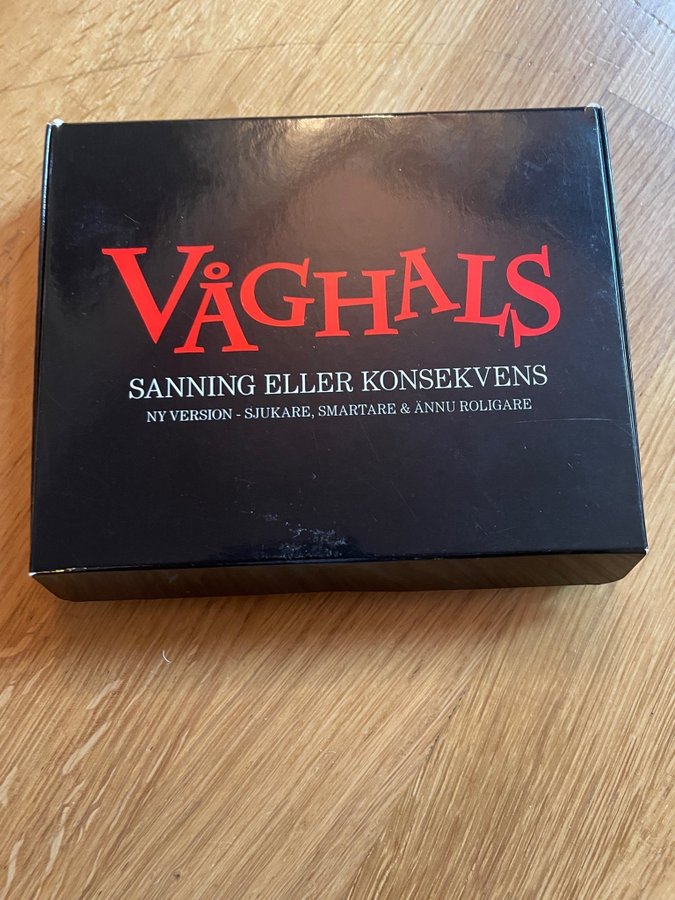 VÅGHALS
SANNING ELLER KONSEKVENS
NY VERSION - SJUKARE, SMARTARE & ÄNNU ROLIGARE